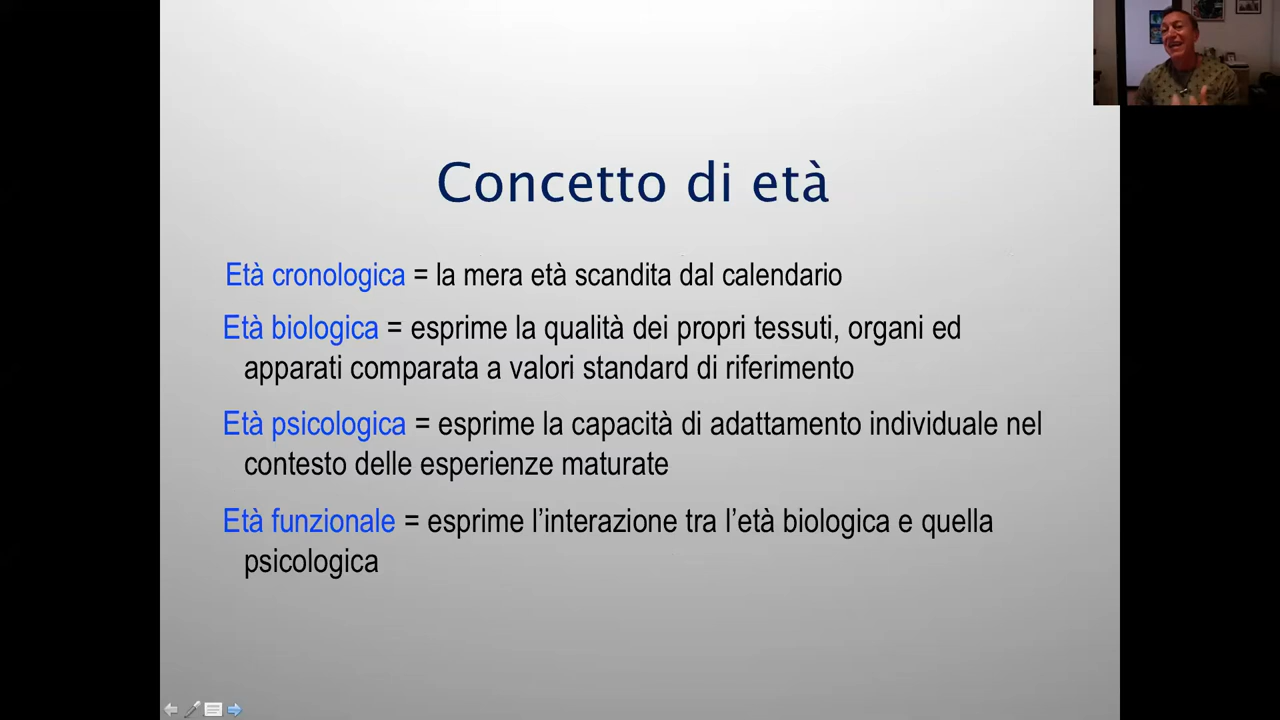 Concetto di età
Età cronologica = la mera età scandita dal calendario
Età biologica = esprime la qualità dei propri tessuti, organi ed
apparati comparata a valori standard di riferimento
Età psicologica = esprime la capacità di adattamento individuale nel
contesto delle esperienze maturate
Età funzionale = esprime l’interazione tra l’età biologica e quella
psicologica